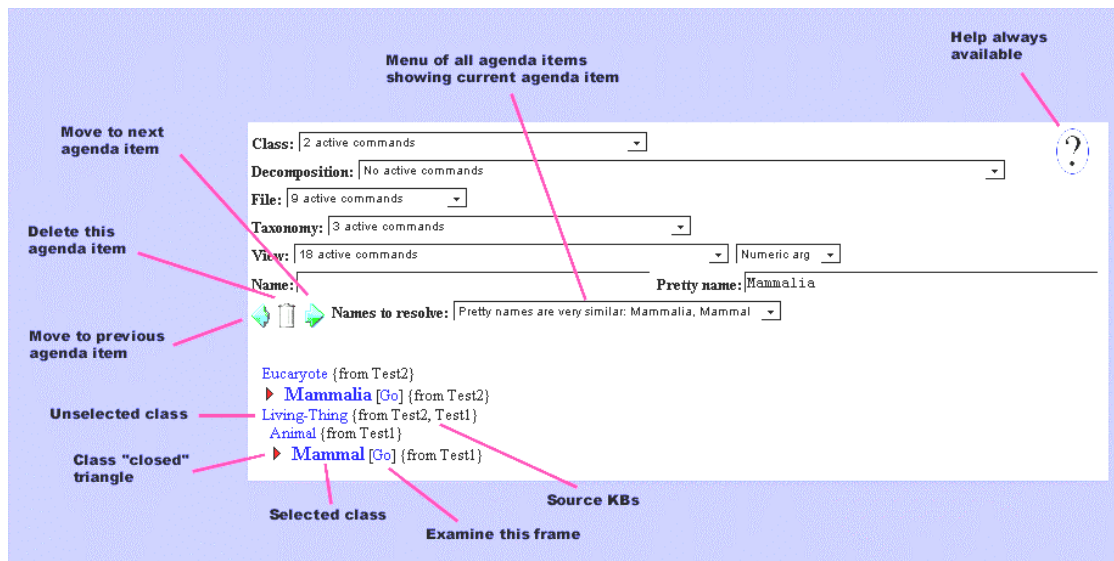 Help always
available
Menu of all agenda items
showing current agenda item
Move to next
agenda item
Class: 2 active commands
?
Decomposition: No active commands
File: 9 active commands
Taxonomy: 3 active commands
Delete this
agenda item
View: 18 active commands Numeric arg
Name: Pretty name: Mammalia
Names to resolve: Pretty names are very similar: Mammalia, Mammal
Move to previous
agenda item
Eucaryote {from Test2}
Mammalia [Go] {from Test2}
Unselected class
Living-Thing {from Test2, Test1}
Animal {from Test1}
Class "closed"
triangle
Mammal [Go] {from Test1}
Source KBs
Selected class
Examine this frame